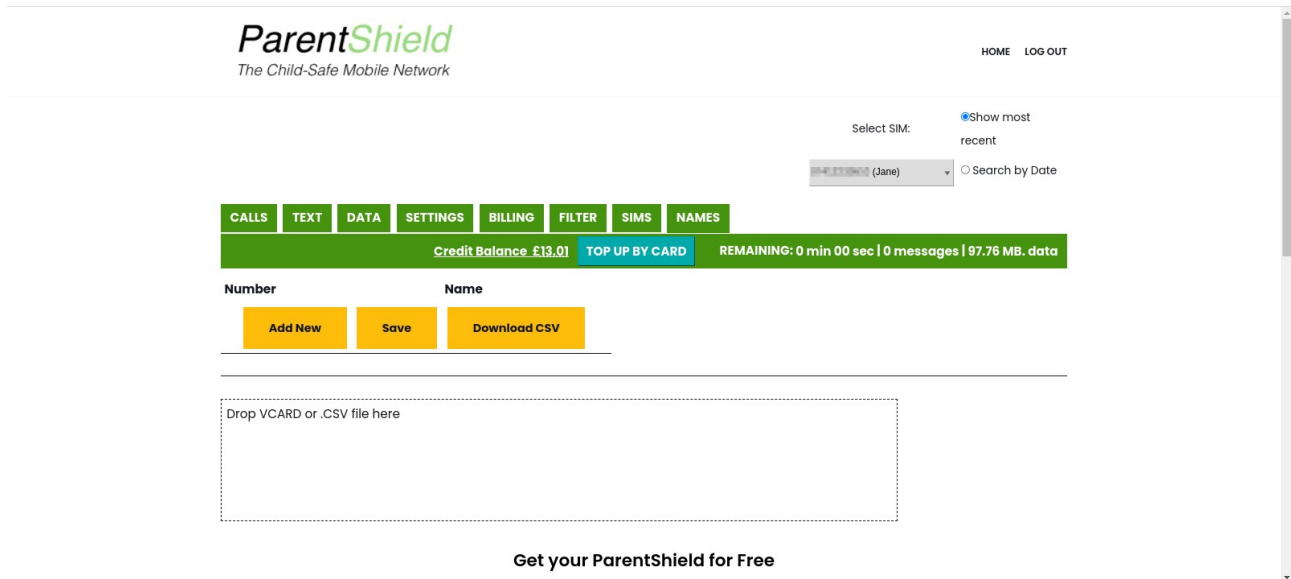 ParentShield
The Child-Safe Mobile Network
HOME LOG OUT
Select SIM:
Show most
recent
(Jane)
Search by Date
CALLS TEXT DATA SETTINGS BILLING FILTER SIMS NAMES
Credit Balance £13.01 TOP UP BY CARD REMAINING: 0 min 00 sec | 0 messages | 97.76 MB. data
Number Name
Add New Save Download CSV
Drop VCARD or .CSV file here
Get your ParentShield for Free